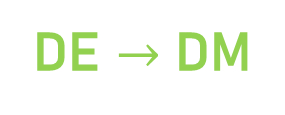 DE → DM